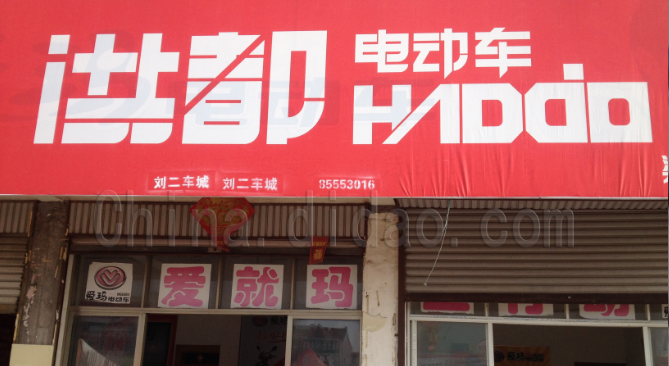 洪都 电动车
HADDO
刘二车城 刘二车城 85553016
China.didao.com
爱玛电动车 爱就玛